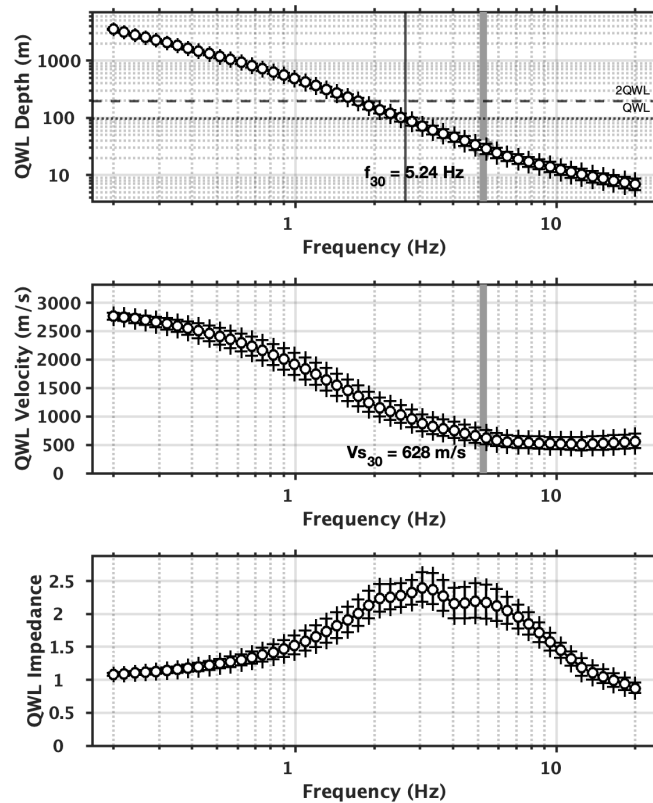 QWL Depth (m)
1000
100
10
2QWL
QWL
f_30 = 5.24 Hz
1
10
Frequency (Hz)
QWL Velocity (m/s)
3000
2500
2000
1500
1000
500
0
Vs_30 = 628 m/s
1
10
Frequency (Hz)
QWL Impedance
2.5
2
1.5
1
0.5
0
1
10
Frequency (Hz)